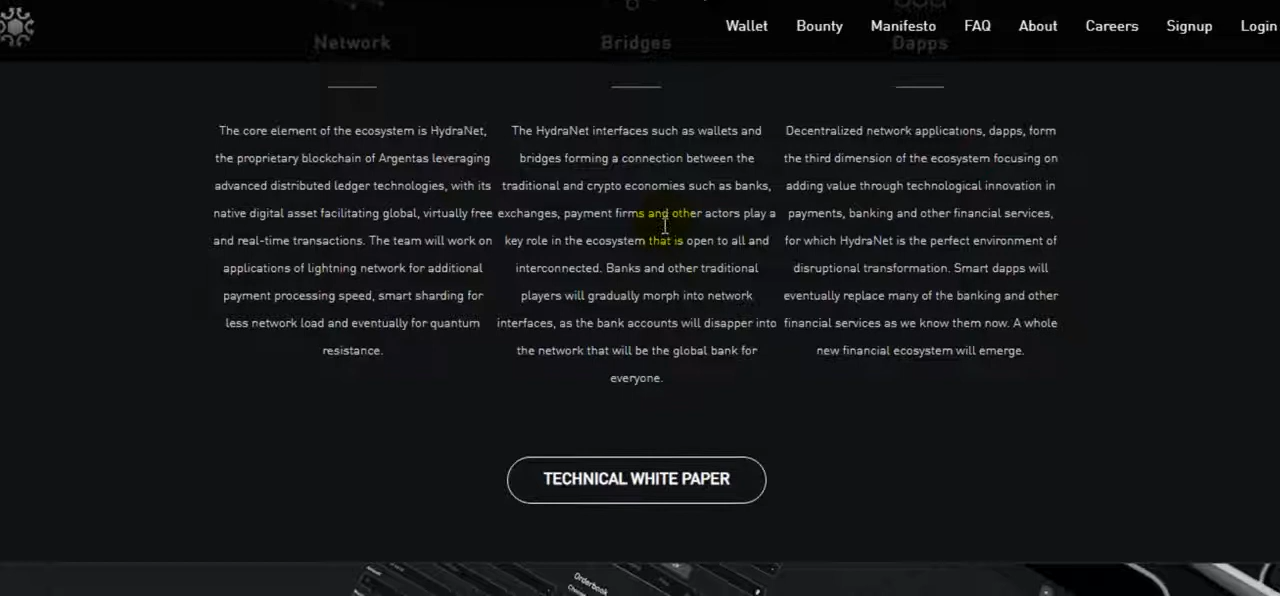 Wallet Bounty Manifesto FAQ About Careers Signup Login
Network
The core element of the ecosystem is HydraNet,
the proprietary blockchain of Argentas leveraging
advanced distributed ledger technologies, with its
native digital asset facilitating global, virtually free
and real-time transactions. The team will work on
applications of lightning network for additional
payment processing speed, smart sharding for
less network load and eventually for quantum
resistance.
Bridges
The HydraNet interfaces such as wallets and
bridges forming a connection between the
traditional and crypto economies such as banks,
exchanges, payment firms and other actors play a
key role in the ecosystem that is open to all and
interconnected. Banks and other traditional
players will gradually morph into network
interfaces, as the bank accounts will disapper into
the network that will be the global bank for
everyone.
Dapps
Decentralized network applications, dapps, form
the third dimension of the ecosystem focusing on
adding value through technological innovation in
payments, banking and other financial services,
for which HydraNet is the perfect environment of
disruptional transformation. Smart dapps will
eventually replace many of the banking and other
financial services as we know them now. A whole
new financial ecosystem will emerge.
TECHNICAL WHITE PAPER
Orderbook